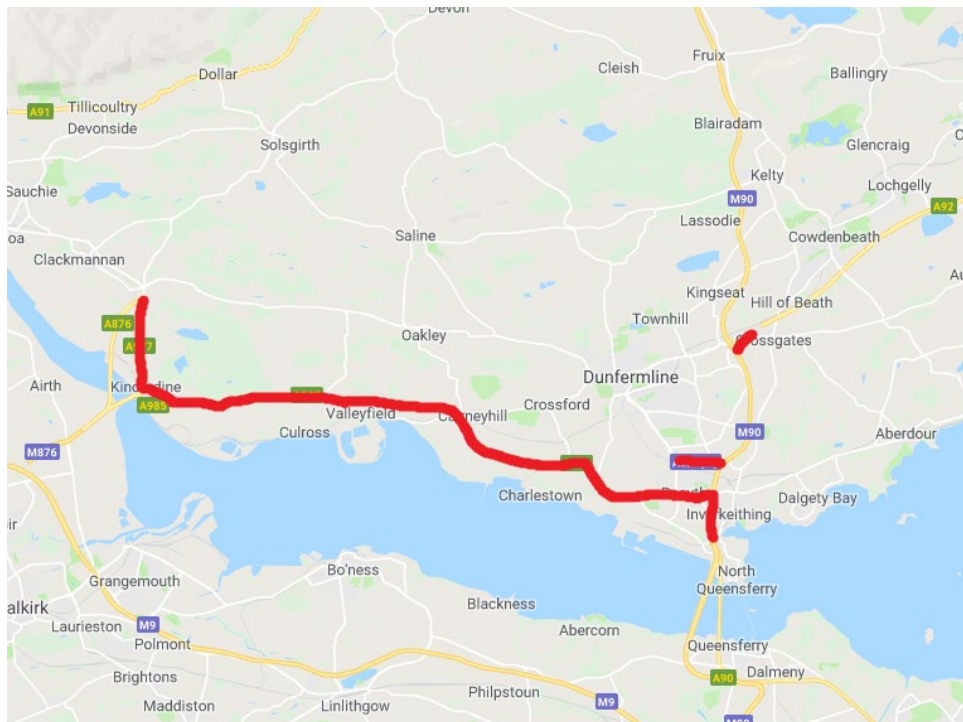 Devon
Fruix
Cleish
Ballingry
Dollar
Tillicoultry
A91
Devonside
Blairadam
Solsgirth
Glencraig
Kelty
Sauchie
M90
Lochgelly
A92
Lassodie
oa
Saline
Cowdenbeath
Clackmannan
Kingseat
Hill of Beath
Townhill
A876
Oakley
Airth
Dunfermline
A985
Crossford
Valleyfield
Culross
M90
Aberdour
M876
Charlestown
Dalgety Bay
Inverkeithing
Grangemouth
Bo'ness
North
Queensferry
alkirk
Blackness
Laurieston
M9
Abercorn
Polmont
Queensferry
Dalmeny
Brightons
A90
Philpstoun
M9
Maddiston
Linlithgow